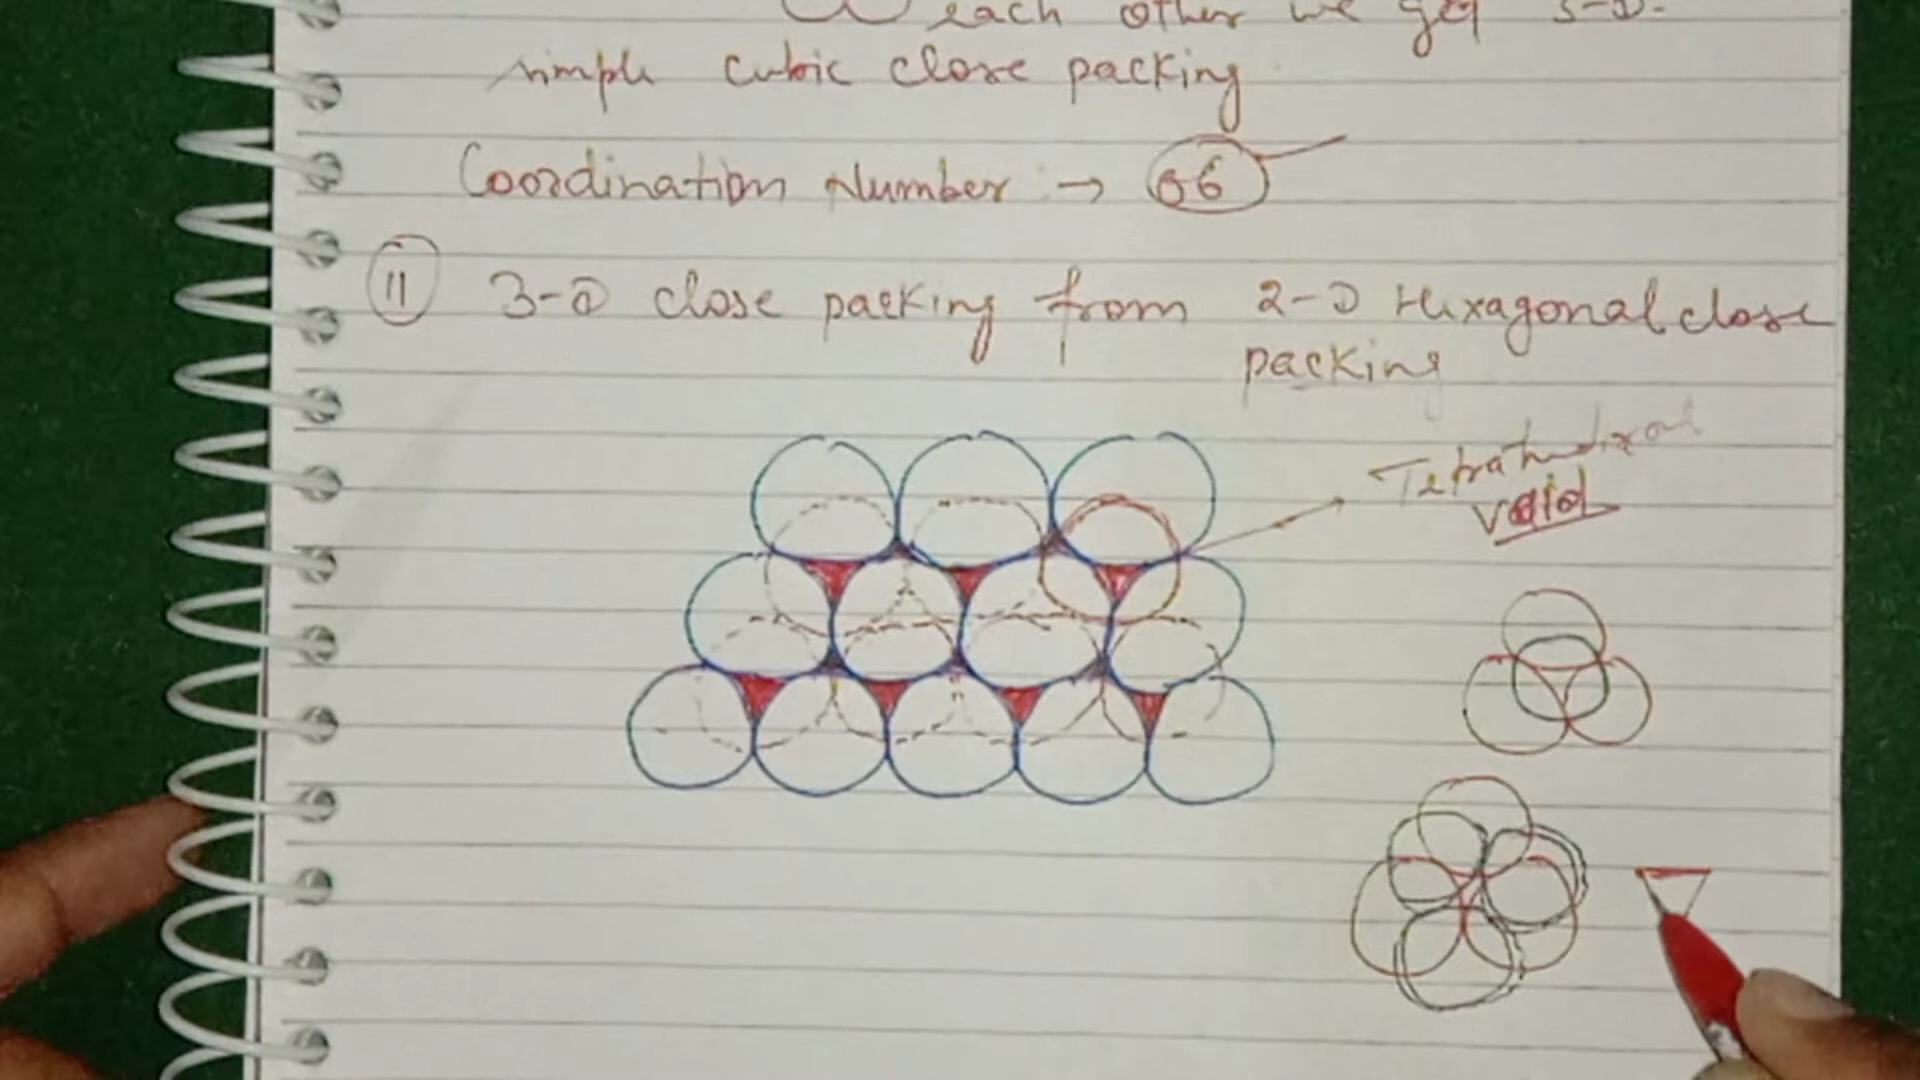 each other we get 3-D
simple cubic close packing
Coordination Number → 06
11 3-D close packing from 2-D Hexagonal close
packing
Tetrahedral
void